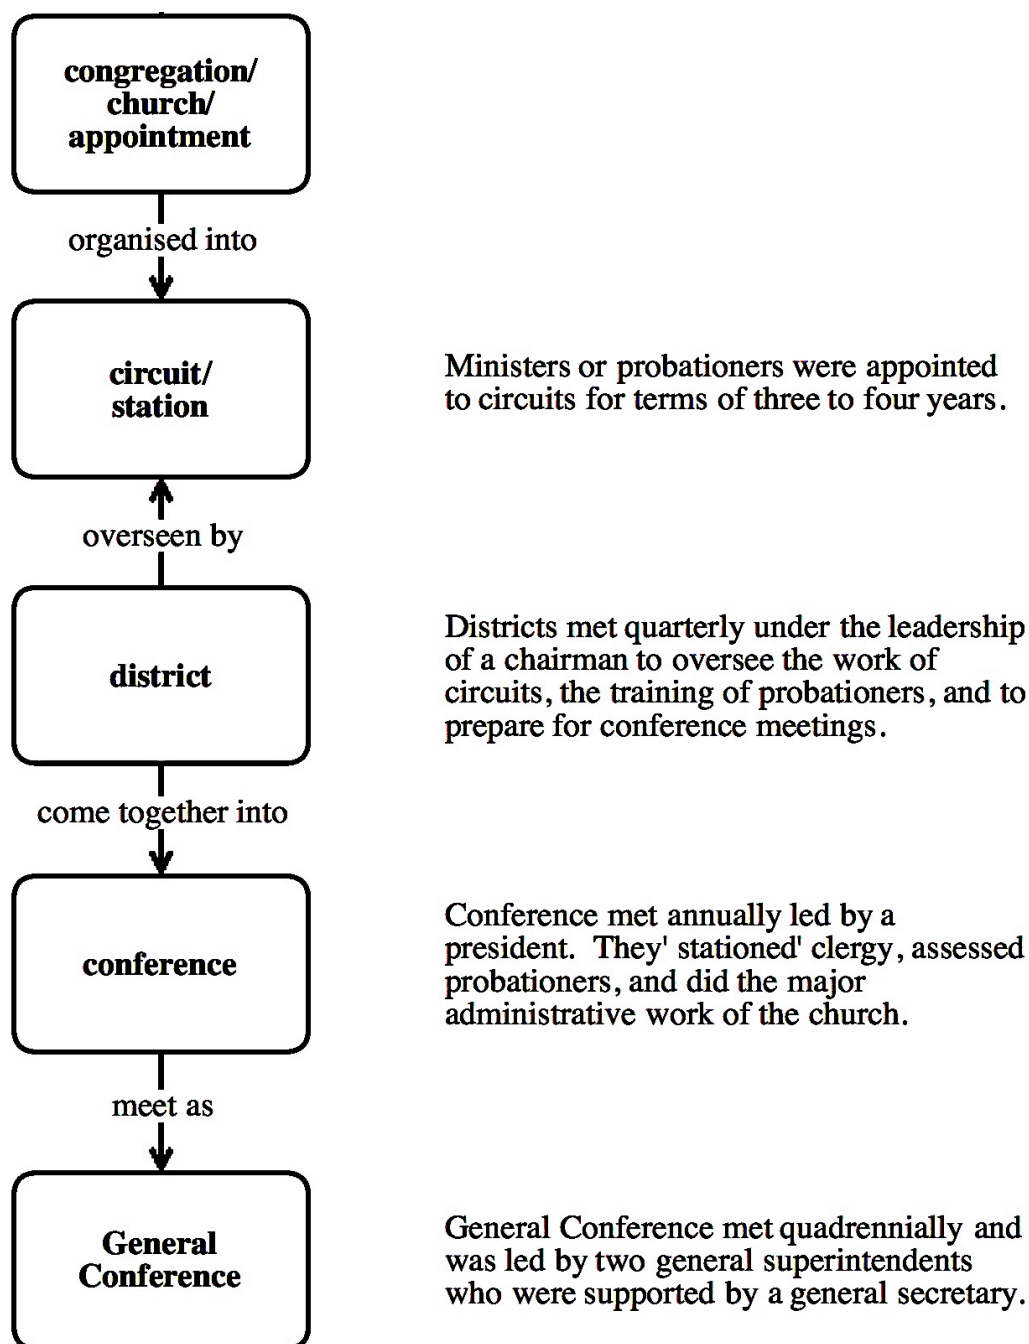 congregation/
church/
appointment
organised into
circuit/
station
Ministers or probationers were appointed
to circuits for terms of three to four years.
overseen by
district
Districts met quarterly under the leadership
of a chairman to oversee the work of
circuits, the training of probationers, and to
prepare for conference meetings.
come together into
conference
Conference met annually led by a
president.  They' stationed' clergy, assessed
probationers, and did the major
administrative work of the church.
meet as
General
Conference
General Conference met quadrennially and
was led by two general superintendents
who were supported by a general secretary.